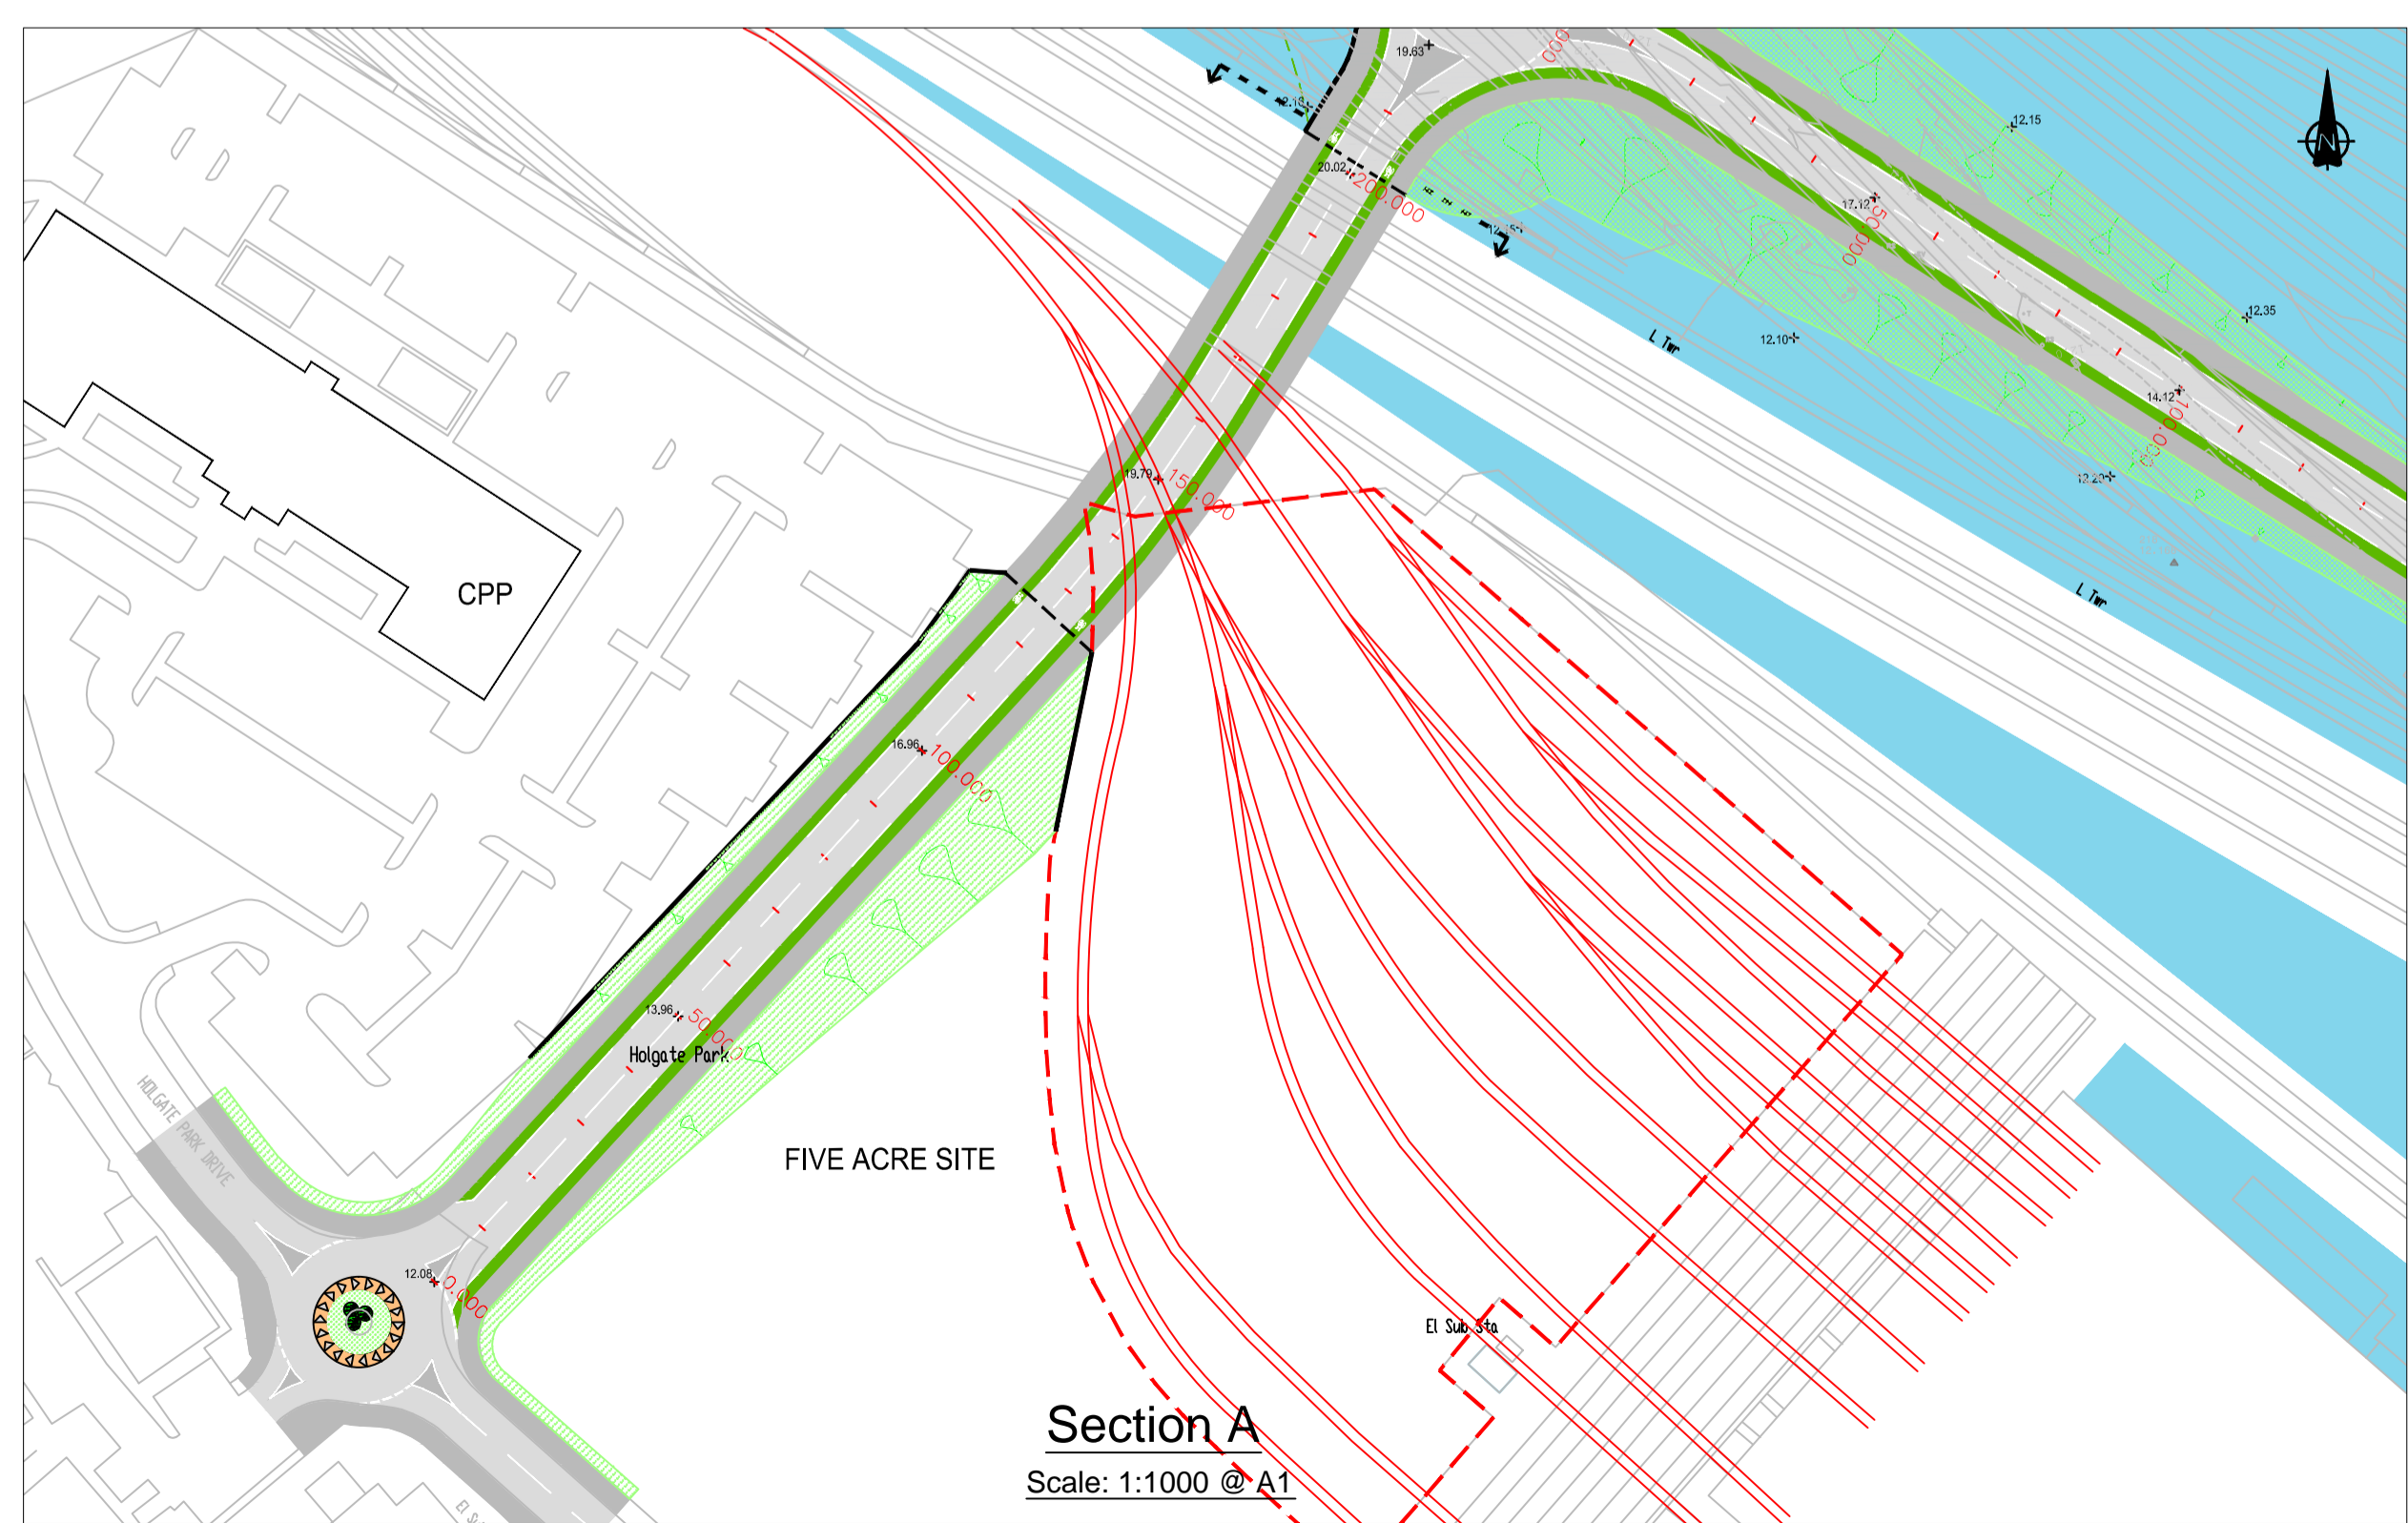 19.63
000
12.15
N
20.02
200.000
17.12
50.000
12.35
L Twr
12.10
14.12
100.000
19.79
150.000
12.20
CPP
L Twr
16.96
100.000
13.96
50.000
Holgate Park
HOLGATE PARK DRIVE
FIVE ACRE SITE
12.08
0.000
El Sub Sta
Section A
Scale: 1:1000 @ A1